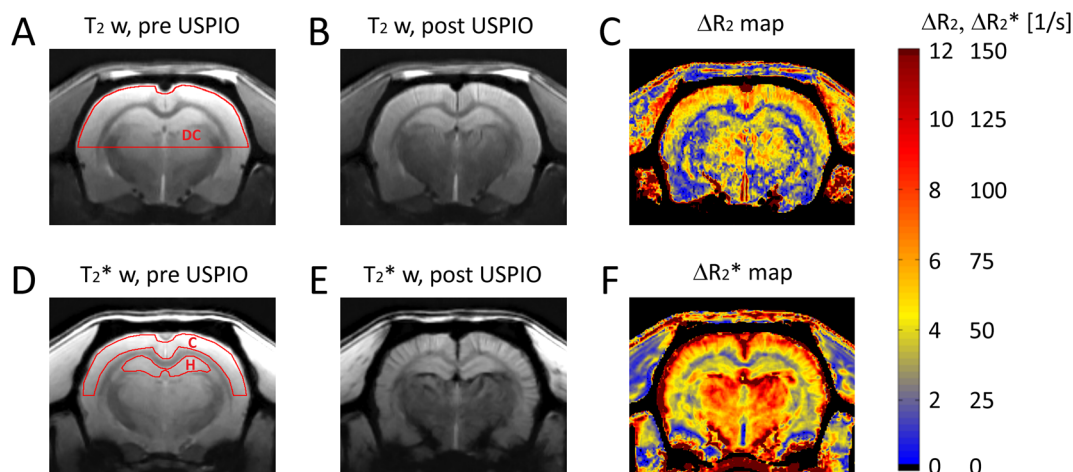 A T₂ w, pre USPIO
B T₂ w, post USPIO
C ΔR₂ map
ΔR₂, ΔR₂* [1/s]
DC
12 150
10 125
8 100
6 75
4 50
2 25
0 0
D T₂* w, pre USPIO
E T₂* w, post USPIO
F ΔR₂* map
C
H